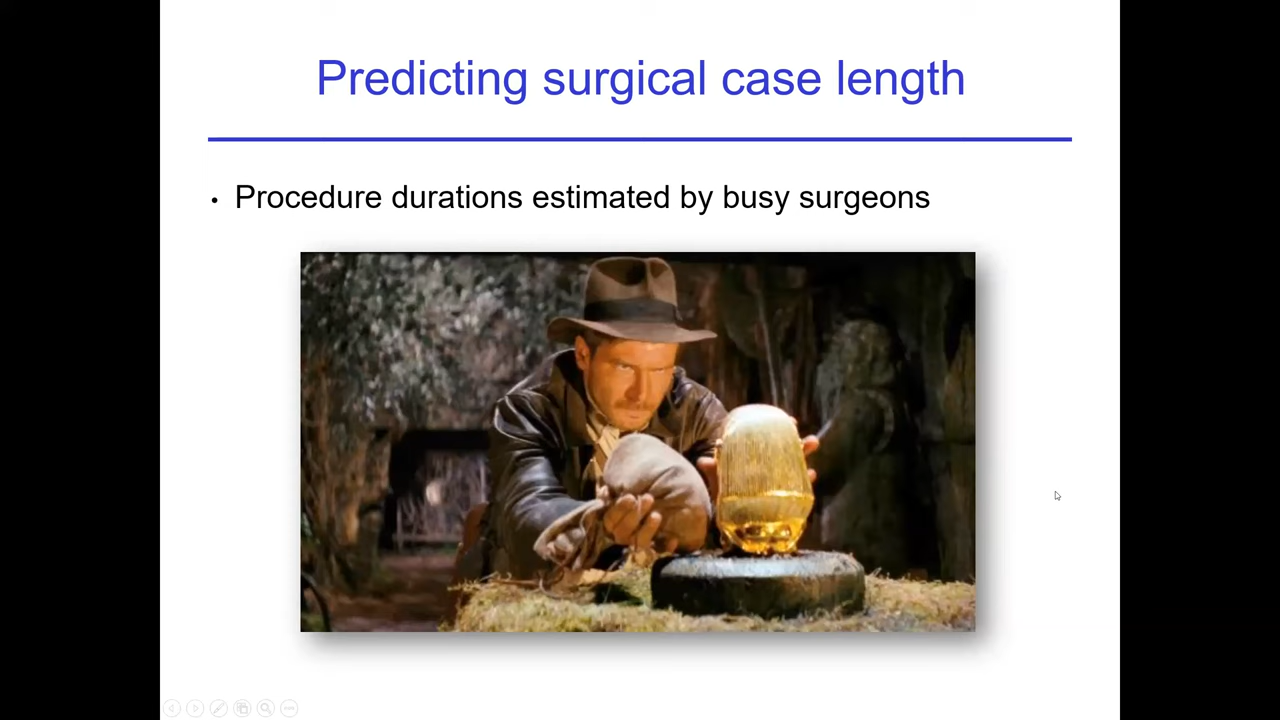 Predicting surgical case length
• Procedure durations estimated by busy surgeons